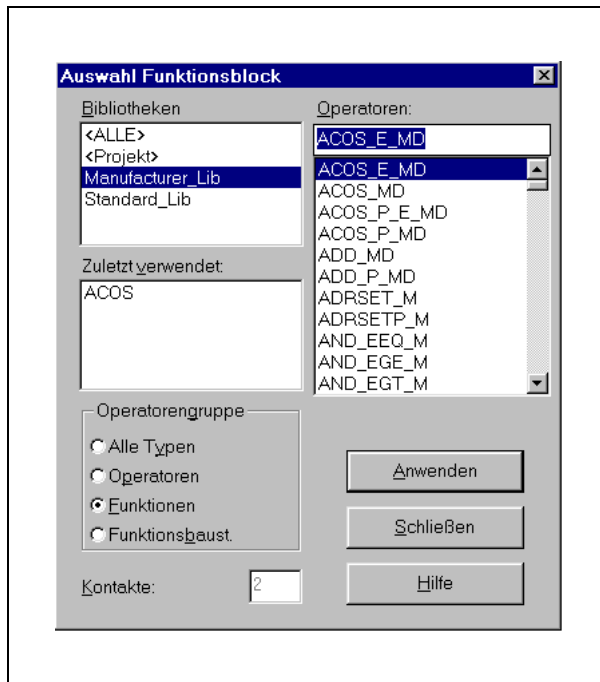 Auswahl Funktionsblock
Bibliotheken
<ALLE>
<Projekt>
Manufacturer_Lib
Standard_Lib
Zuletzt verwendet:
ACOS
Operatorengruppe
Alle Typen
Operatoren
Funktionen
Funktionsbaust.
Kontakte:
2
Operatoren:
ACOS_E_MD
ACOS_E_MD
ACOS_MD
ACOS_P_E_MD
ACOS_P_MD
ADD_MD
ADD_P_MD
ADRSET_M
ADRSETP_M
AND_EEQ_M
AND_EGE_M
AND_EGT_M
Anwenden
Schließen
Hilfe